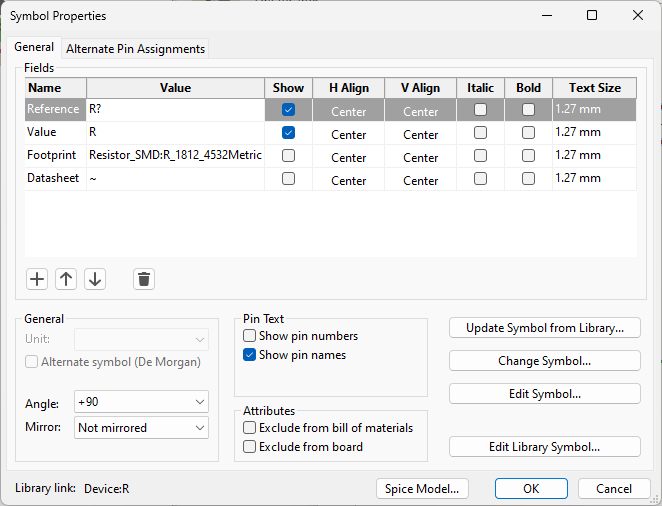 Symbol Properties
General Alternate Pin Assignments
Fields
Name Value Show H Align V Align Italic Bold Text Size
Reference R? Center Center 1.27 mm
Value R Center Center 1.27 mm
Footprint Resistor_SMD:R_1812_4532Metric Center Center 1.27 mm
Datasheet ~ Center Center 1.27 mm
General
Unit:
Alternate symbol (De Morgan)
Angle: +90
Mirror: Not mirrored
Pin Text
Show pin numbers
Show pin names
Attributes
Exclude from bill of materials
Exclude from board
Update Symbol from Library...
Change Symbol...
Edit Symbol...
Edit Library Symbol...
Library link: Device:R
Spice Model...
OK
Cancel